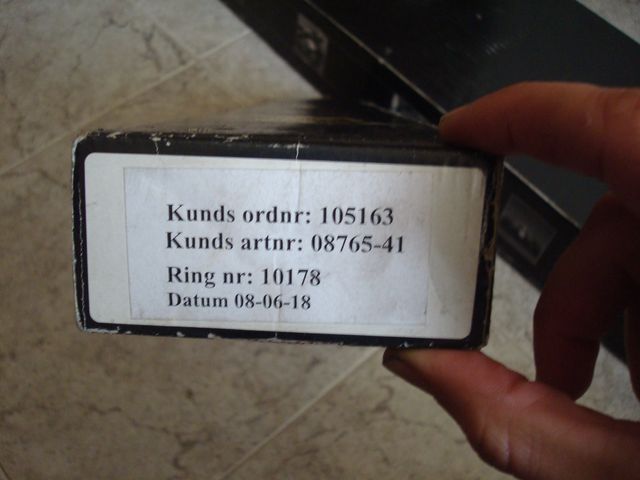 Kunds ordnr: 105163
Kunds artnr: 08765-41
Ring nr: 10178
Datum 08-06-18